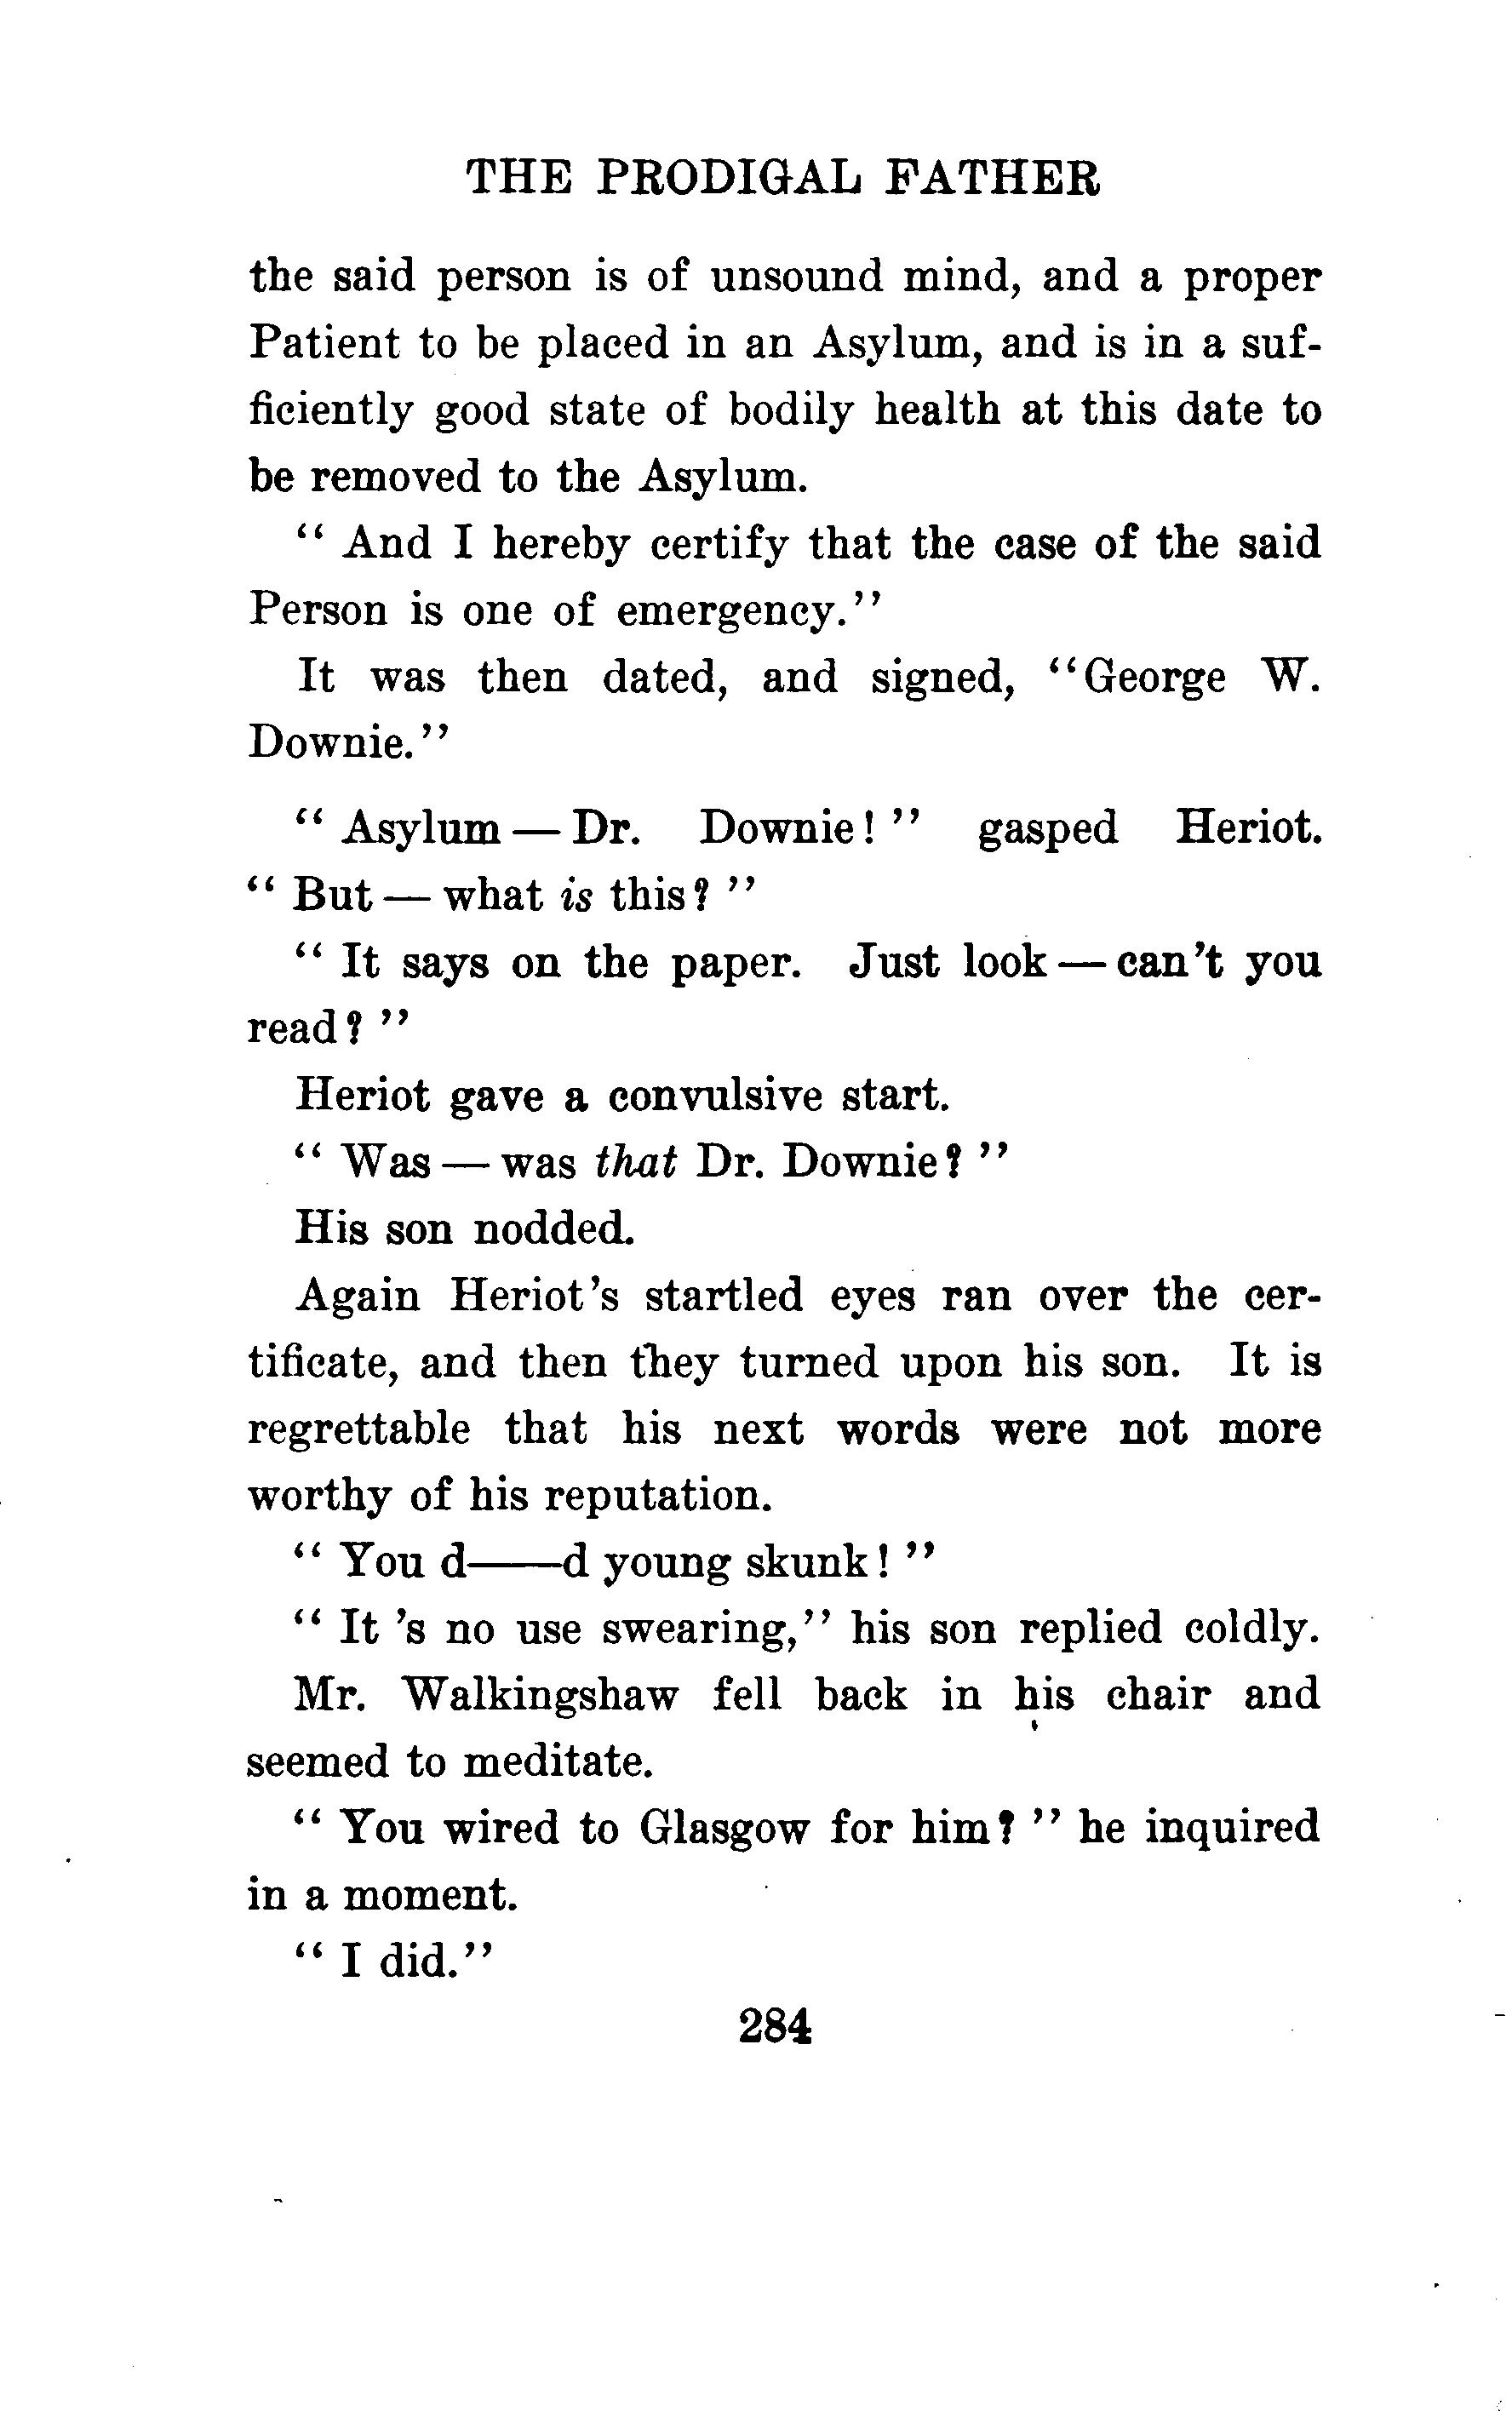 THE PRODIGAL FATHER
the said person is of unsound mind, and a proper
Patient to be placed in an Asylum, and is in a suf-
ficiently good state of bodily health at this date to
be removed to the Asylum.
“ And I hereby certify that the case of the said
Person is one of emergency.”
It was then dated, and signed, “George W.
Downie.”
“ Asylum — Dr. Downie! ” gasped Heriot.
“ But — what is this? ”
“ It says on the paper. Just look — can’t you
read? ”
Heriot gave a convulsive start.
“ Was — was that Dr. Downie? ”
His son nodded.
Again Heriot’s startled eyes ran over the cer-
tificate, and then they turned upon his son. It is
regrettable that his next words were not more
worthy of his reputation.
“ You d——d young skunk! ”
“ It ’s no use swearing,” his son replied coldly.
Mr. Walkingshaw fell back in his chair and
seemed to meditate.
“ You wired to Glasgow for him? ” he inquired
in a moment.
“ I did.”
284